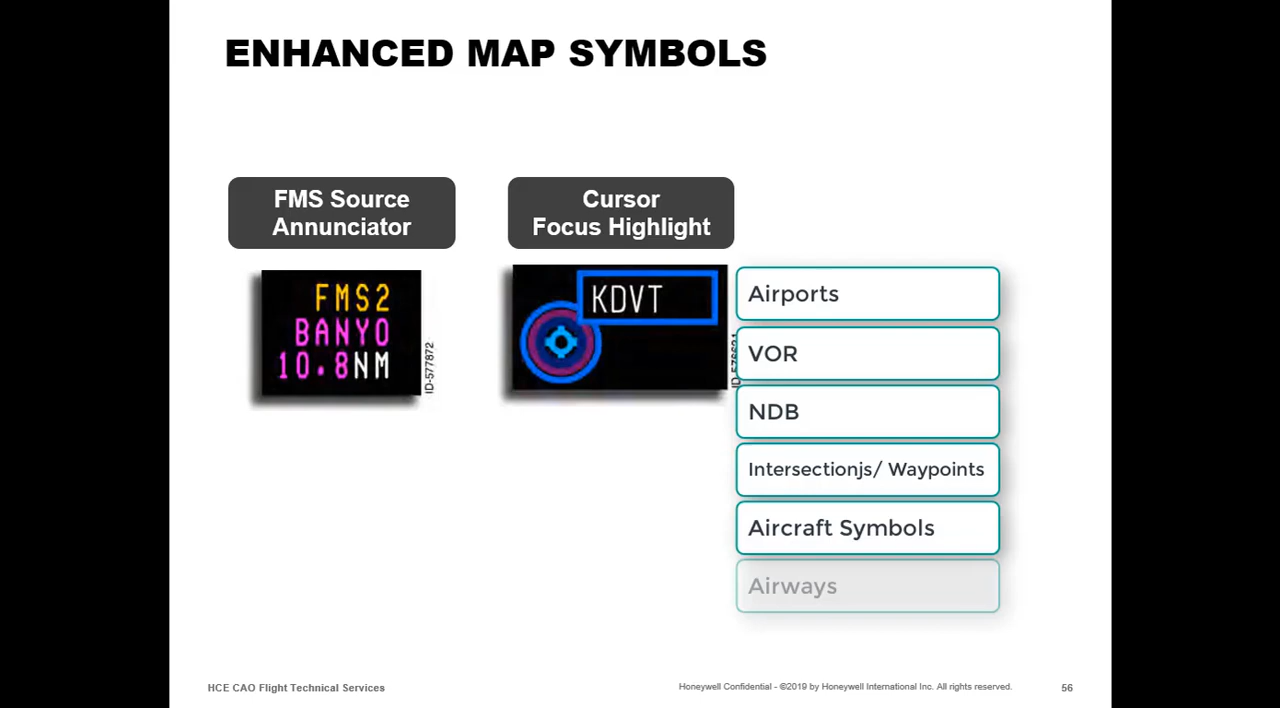 ENHANCED MAP SYMBOLS
FMS Source
Annunciator
Cursor
Focus Highlight
FMS2
BANYO
10.8NM
ID-577872
KDVT
Airports
VOR
NDB
Intersectionjs/ Waypoints
Aircraft Symbols
Airways
HCE CAO Flight Technical Services
Honeywell Confidential - ©2019 by Honeywell International Inc. All rights reserved.
56